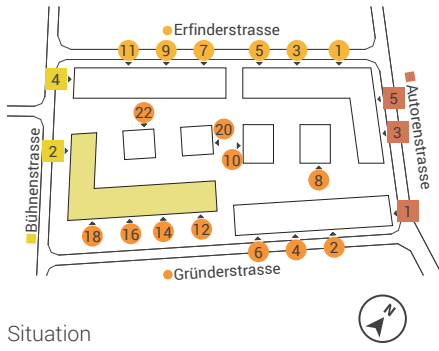 Erfinderstrasse
11 9 7 5 3 1
4
5
22
20
3
2
10
8
Autorenstrasse
Bühnenstrasse
1
18 16 14 12
6 4 2
Gründerstrasse
Situation
N